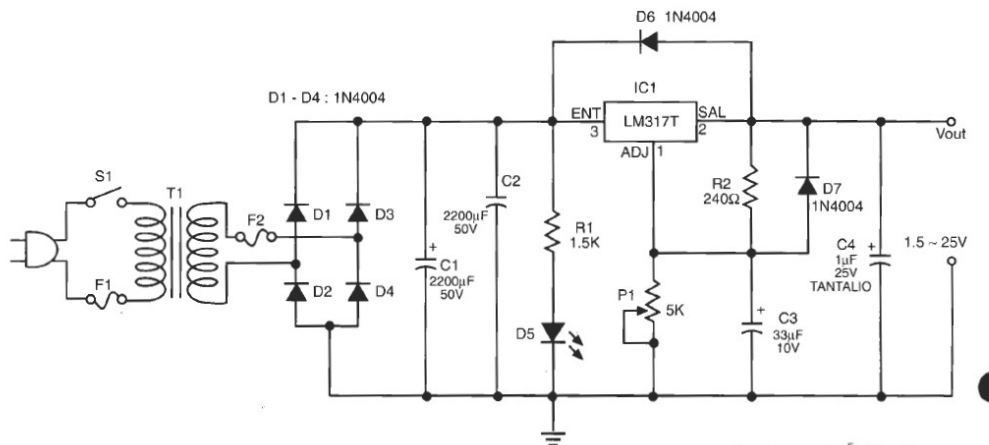 D6 1N4004
D1 - D4 : 1N4004
IC1
ENT
3
LM317T
SAL
2
ADJ
1
Vout
S1
T1
F2
F1
D1
D3
D2
D4
C2
2200µF
50V
C1
+
2200µF
50V
R1
1.5K
D5
R2
240Ω
D7
1N4004
P1
5K
+
C3
33µF
10V
C4
+
1µF
25V
TANTALIO
1.5 ~ 25V